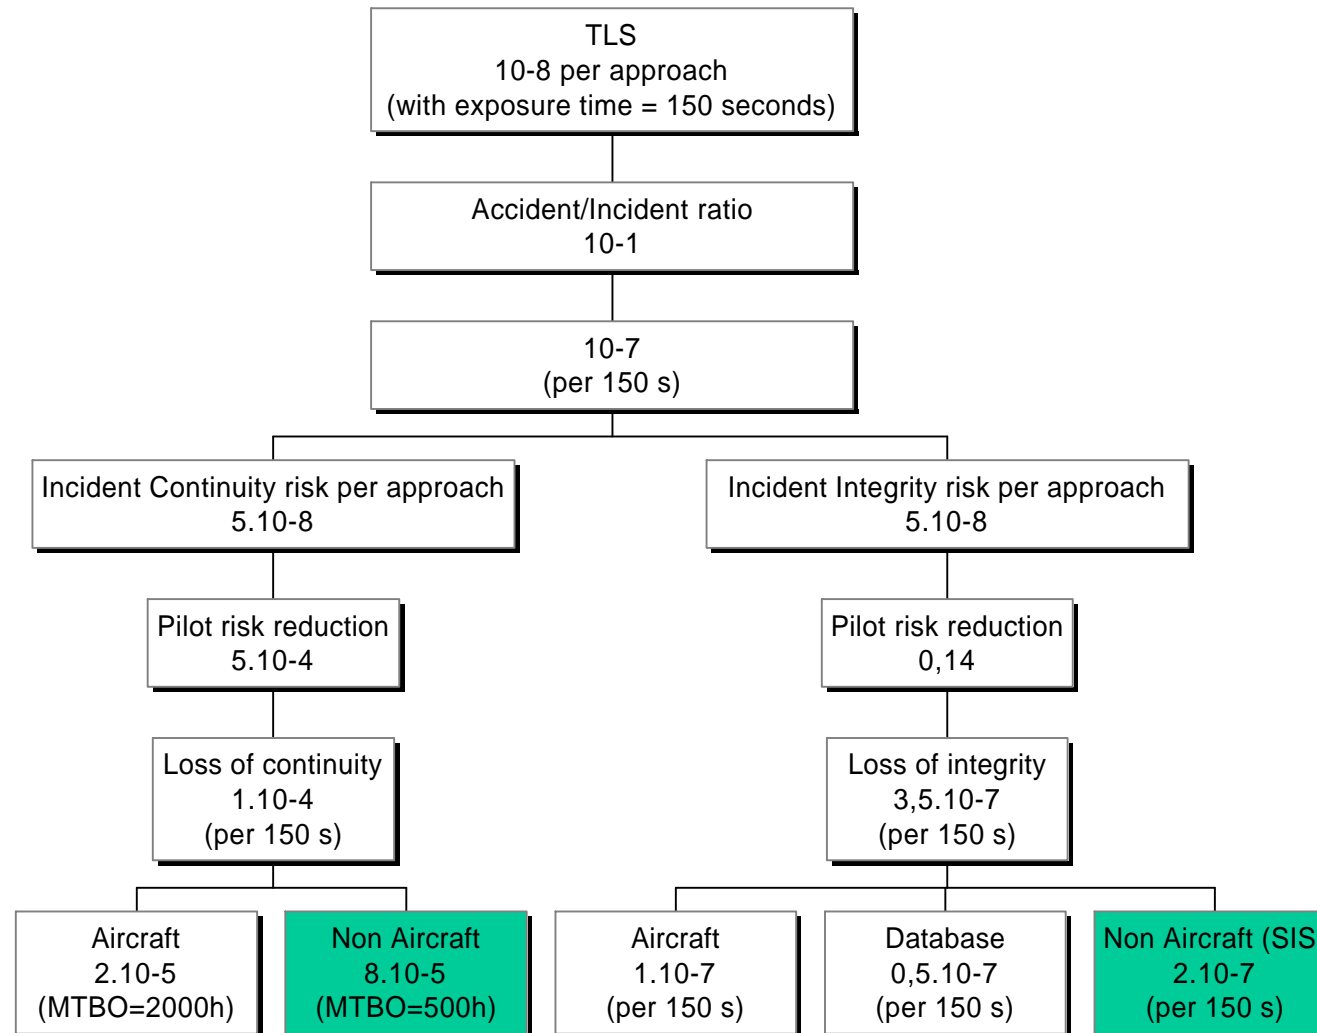 TLS
10-8 per approach
(with exposure time = 150 seconds)
Accident/Incident ratio
10-1
10-7
(per 150 s)
Incident Continuity risk per approach
5.10-8
Incident Integrity risk per approach
5.10-8
Pilot risk reduction
5.10-4
Pilot risk reduction
0,14
Loss of continuity
1.10-4
(per 150 s)
Loss of integrity
3,5.10-7
(per 150 s)
Aircraft
2.10-5
(MTBO=2000h)
Non Aircraft
8.10-5
(MTBO=500h)
Aircraft
1.10-7
(per 150 s)
Database
0,5.10-7
(per 150 s)
Non Aircraft (SIS
2.10-7
(per 150 s)